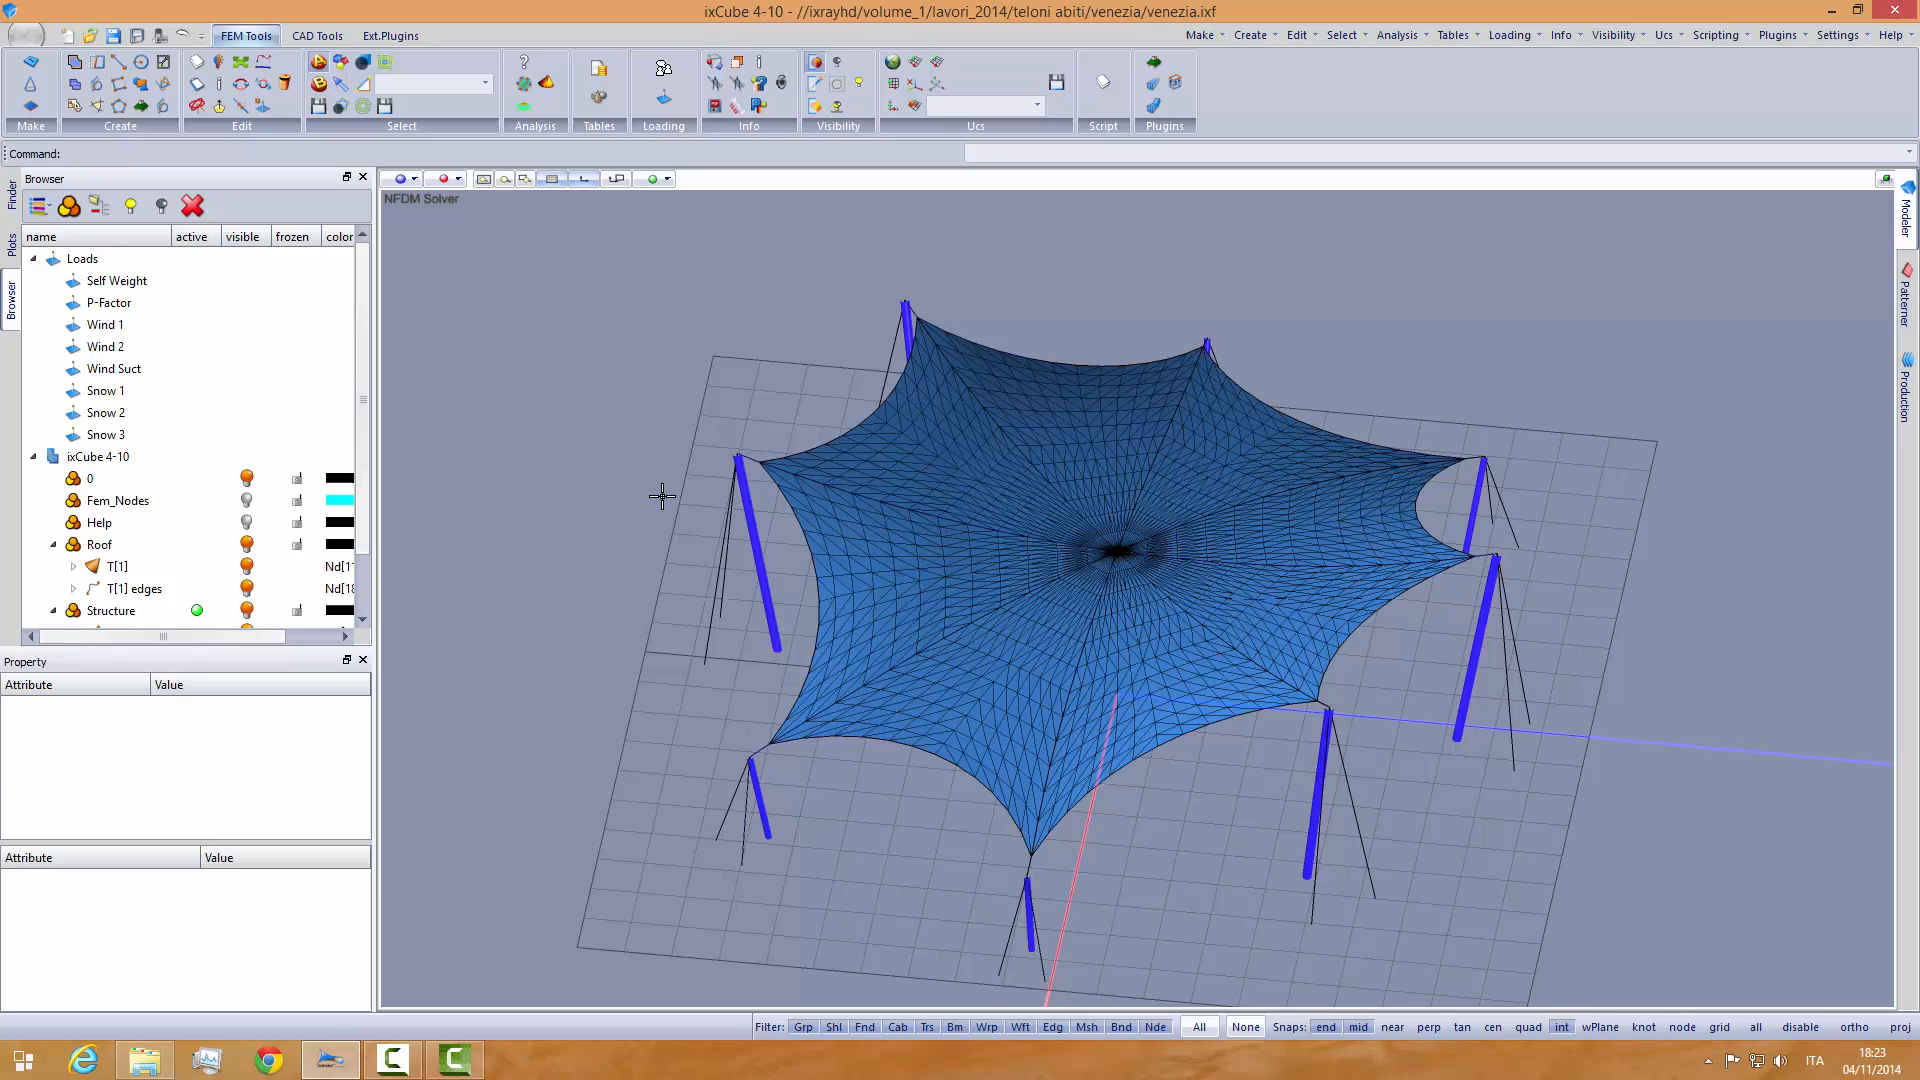 ixCube 4-10 - //ixrayhd/volume_1/lavori_2014/teloni abiti/venezia/venezia.ixf
FEM Tools CAD Tools Ext.Plugins Make Create Edit Select Analysis Tables Loading Info Visibility Ucs Scripting Plugins Settings Help
Make Create Edit Select Analysis Tables Loading Info Visibility Ucs Script Plugins
Command:
Browser
Finder
Plots
Browser
name active visible frozen color
Loads
Self Weight
P-Factor
Wind 1
Wind 2
Wind Suct
Snow 1
Snow 2
Snow 3
ixCube 4-10
0
Fem_Nodes
Help
Roof
T[1] Nd[1
T[1] edges Nd[18
Structure
Property
Attribute Value
Attribute Value
NFDM Solver
Modeler
Patterner
Production
Filter: Grp Shl Fnd Cab Trs Bm Wrp Wft Edg Msh Bnd Nde All None Snaps: end mid near perp tan cen quad int wPlane knot node grid all disable ortho proj
ITA
18:23
04/11/2014